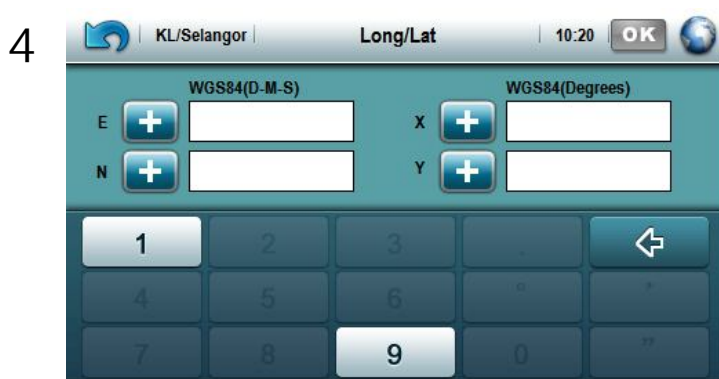 4
KL/Selangor Long/Lat 10:20 OK
WGS84(D-M-S) WGS84(Degrees)
E + X +
N + Y +
1 2 3 .
4 5 6 ° '
7 8 9 0 "